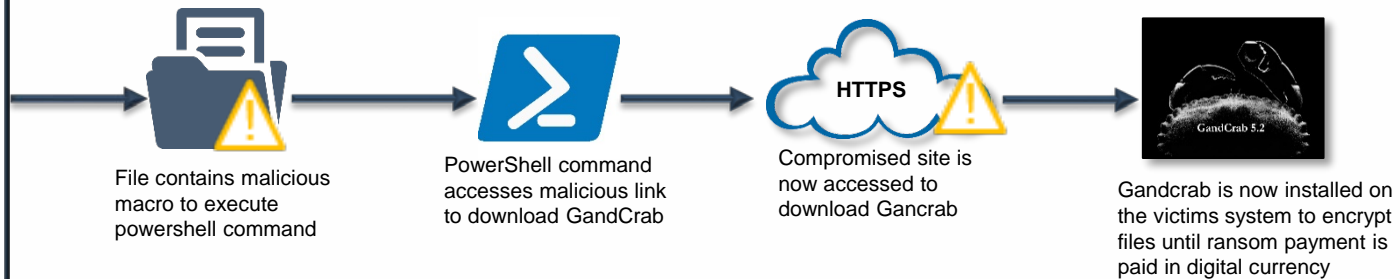 File contains malicious
macro to execute
powershell command
PowerShell command
accesses malicious link
to download GandCrab
HTTPS
Compromised site is
now accessed to
download Gancrab
GandCrab 5.2
Gandcrab is now installed on
the victims system to encrypt
files until ransom payment is
paid in digital currency